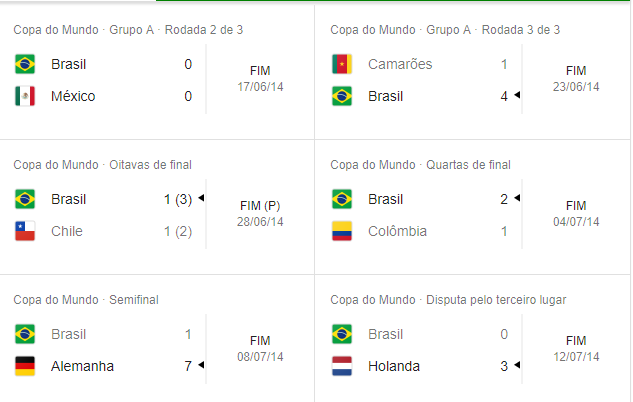 Copa do Mundo · Grupo A · Rodada 2 de 3
Brasil 0
México 0
FIM
17/06/14
Copa do Mundo · Grupo A · Rodada 3 de 3
Camarões 1
Brasil 4
FIM
23/06/14
Copa do Mundo · Oitavas de final
Brasil 1 (3)
Chile 1 (2)
FIM (P)
28/06/14
Copa do Mundo · Quartas de final
Brasil 2
Colômbia 1
FIM
04/07/14
Copa do Mundo · Semifinal
Brasil 1
Alemanha 7
FIM
08/07/14
Copa do Mundo · Disputa pelo terceiro lugar
Brasil 0
Holanda 3
FIM
12/07/14